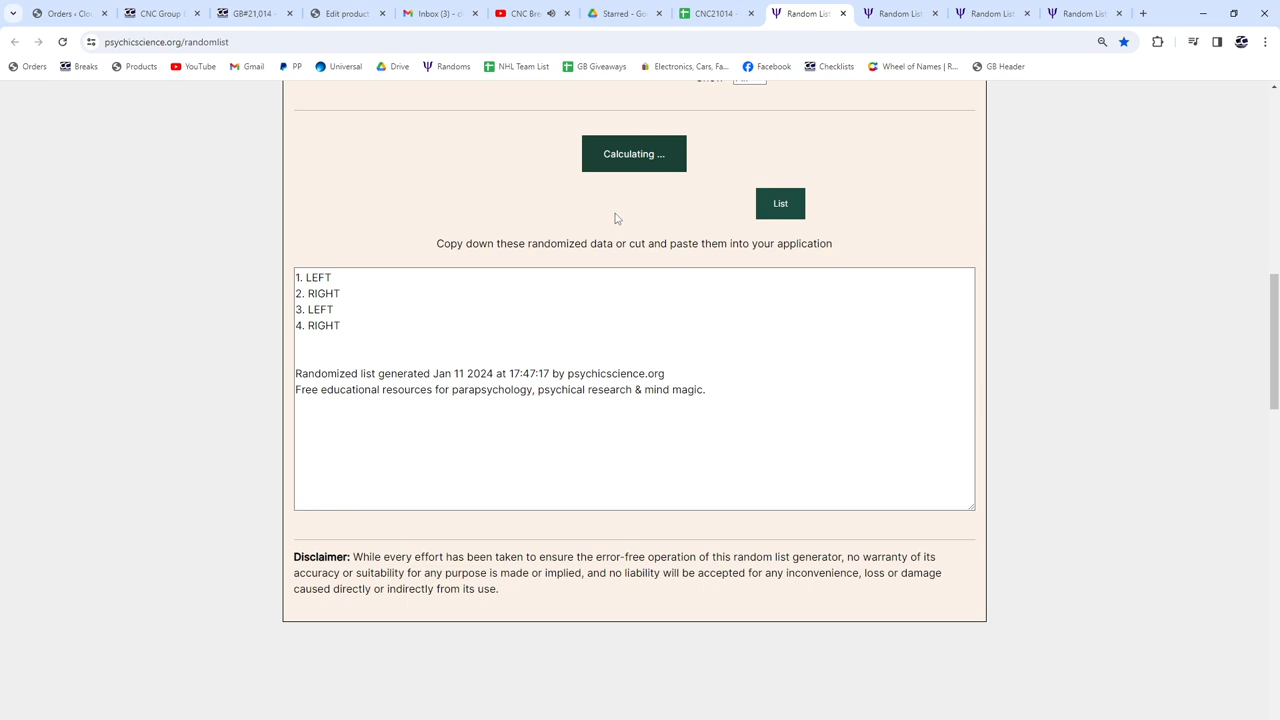 Orders ‹ Clou
CNC Group E
GB#21,014 –
Edit product
Inbox (3) – c
CNC Bre
Starred – Go
CNC21014 –
Random List
Random List
Random List
Random List
psychicscience.org/randomlist
Orders
Breaks
Products
YouTube
Gmail
PP
Universal
Drive
Randoms
NHL Team List
GB Giveaways
Electronics, Cars, Fa...
Facebook
Checklists
Wheel of Names | R...
GB Header
Calculating ...
List
Copy down these randomized data or cut and paste them into your application
1. LEFT
2. RIGHT
3. LEFT
4. RIGHT
Randomized list generated Jan 11 2024 at 17:47:17 by psychicscience.org
Free educational resources for parapsychology, psychical research & mind magic.
Disclaimer: While every effort has been taken to ensure the error-free operation of this random list generator, no warranty of its
accuracy or suitability for any purpose is made or implied, and no liability will be accepted for any inconvenience, loss or damage
caused directly or indirectly from its use.